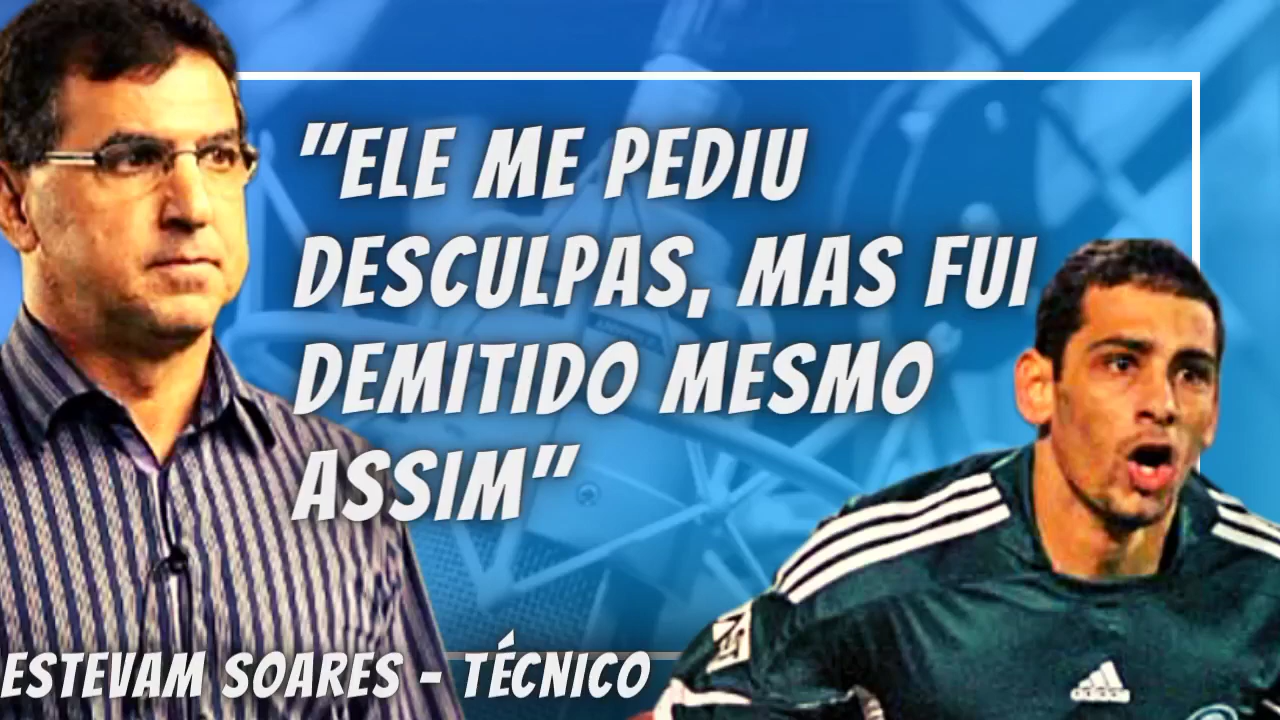 "ELE ME PEDIU
DESCULPAS, MAS FUI
DEMITIDO MESMO
ASSIM"
ESTEVAM SOARES - TÉCNICO
adidas